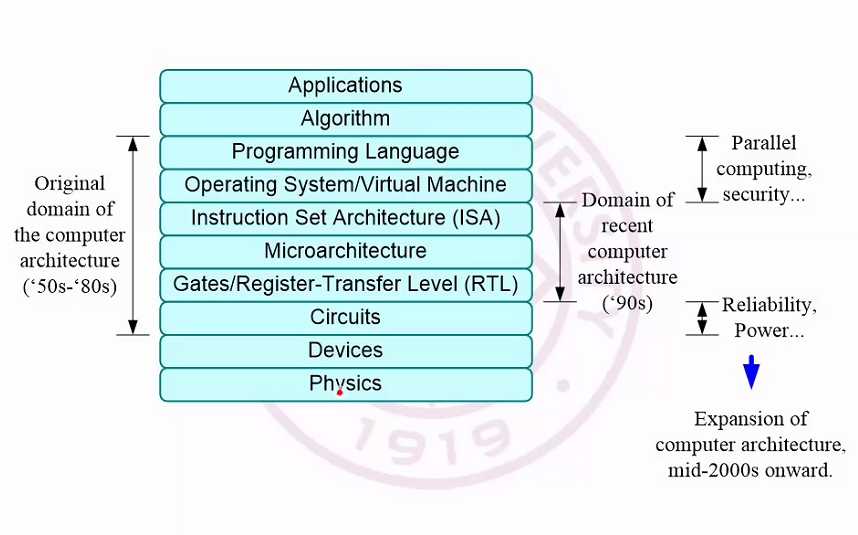 Applications
Algorithm
Programming Language
Operating System/Virtual Machine
Instruction Set Architecture (ISA)
Microarchitecture
Gates/Register-Transfer Level (RTL)
Circuits
Devices
Physics
Original
domain of
the computer
architecture
(‘50s-‘80s)
Domain of
recent
computer
architecture
(‘90s)
Parallel
computing,
security...
Reliability,
Power...
Expansion of
computer architecture,
mid-2000s onward.
VERSITY
1919